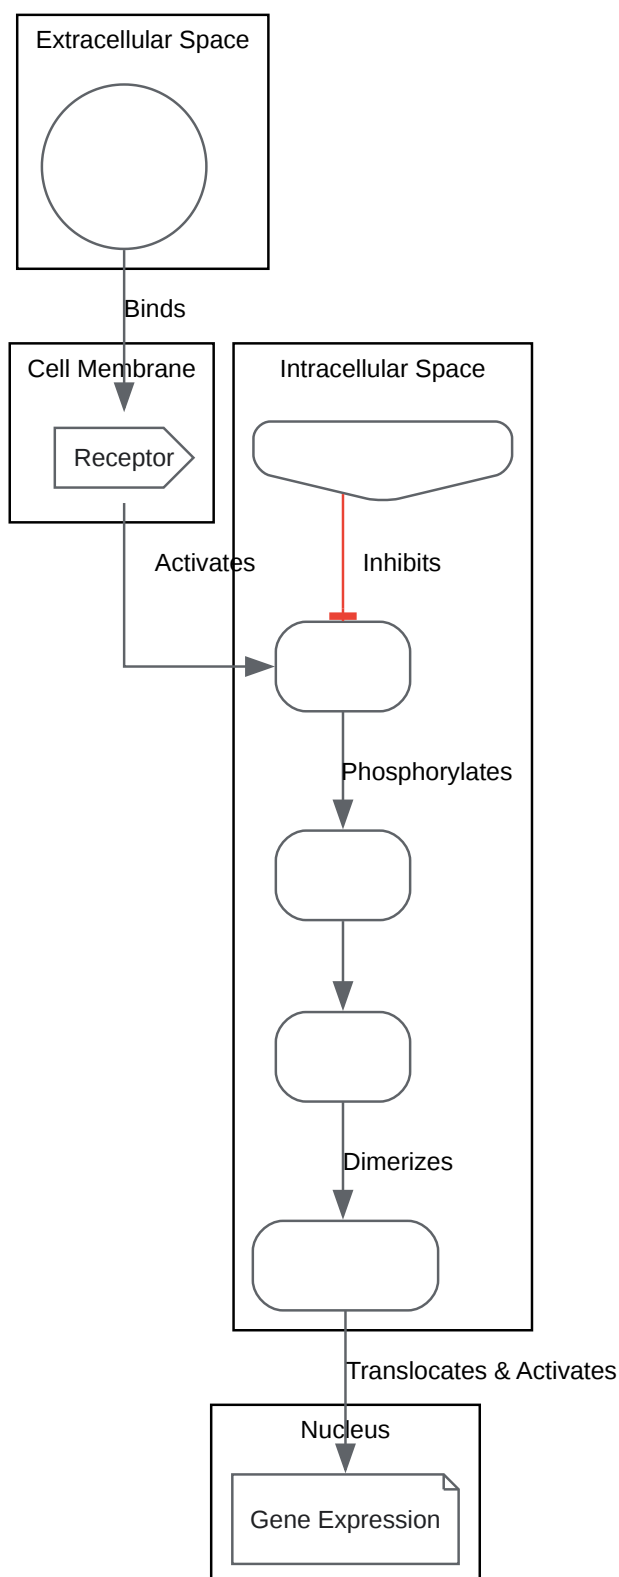 Extracellular Space
Binds
Cell Membrane
Intracellular Space
Receptor
Activates
Inhibits
Phosphorylates
Dimerizes
Translocates & Activates
Nucleus
Gene Expression